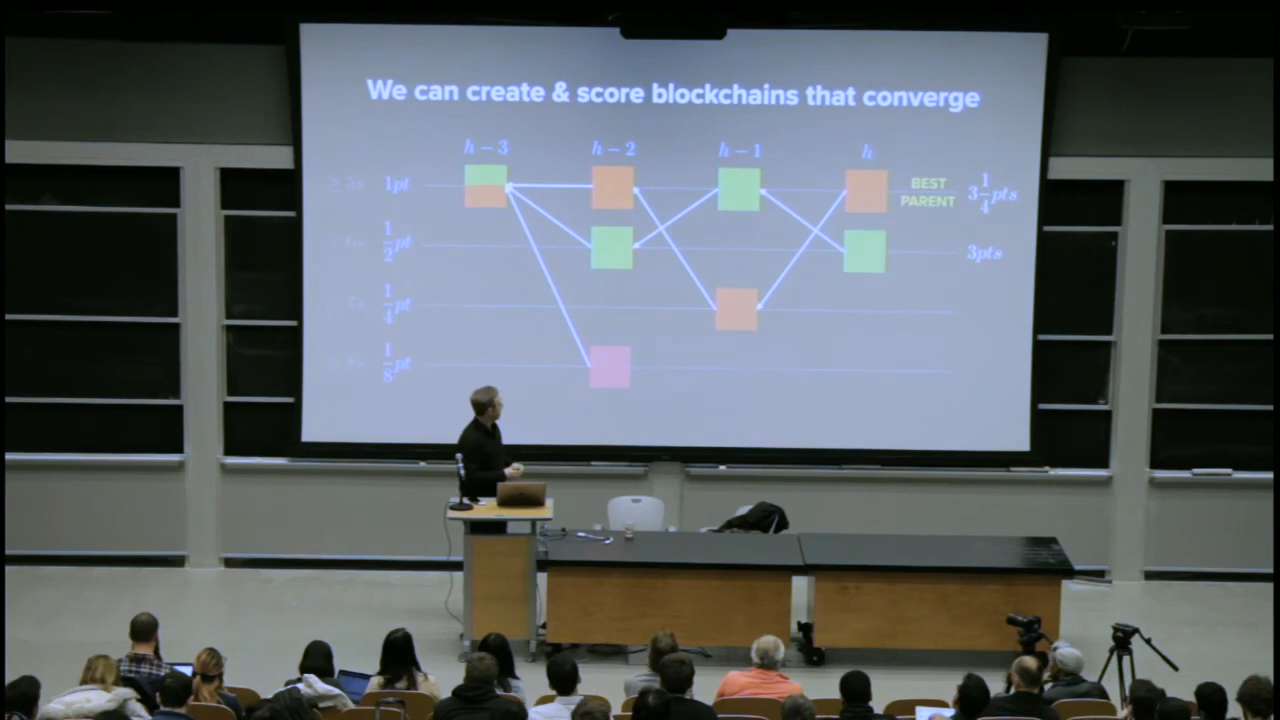 We can create & score blockchains that converge
h − 3 h − 2 h − 1 h
1pt BEST PARENT 3 1/4 pts
1/2 pt 3pts
1/4 pt
1/8 pt